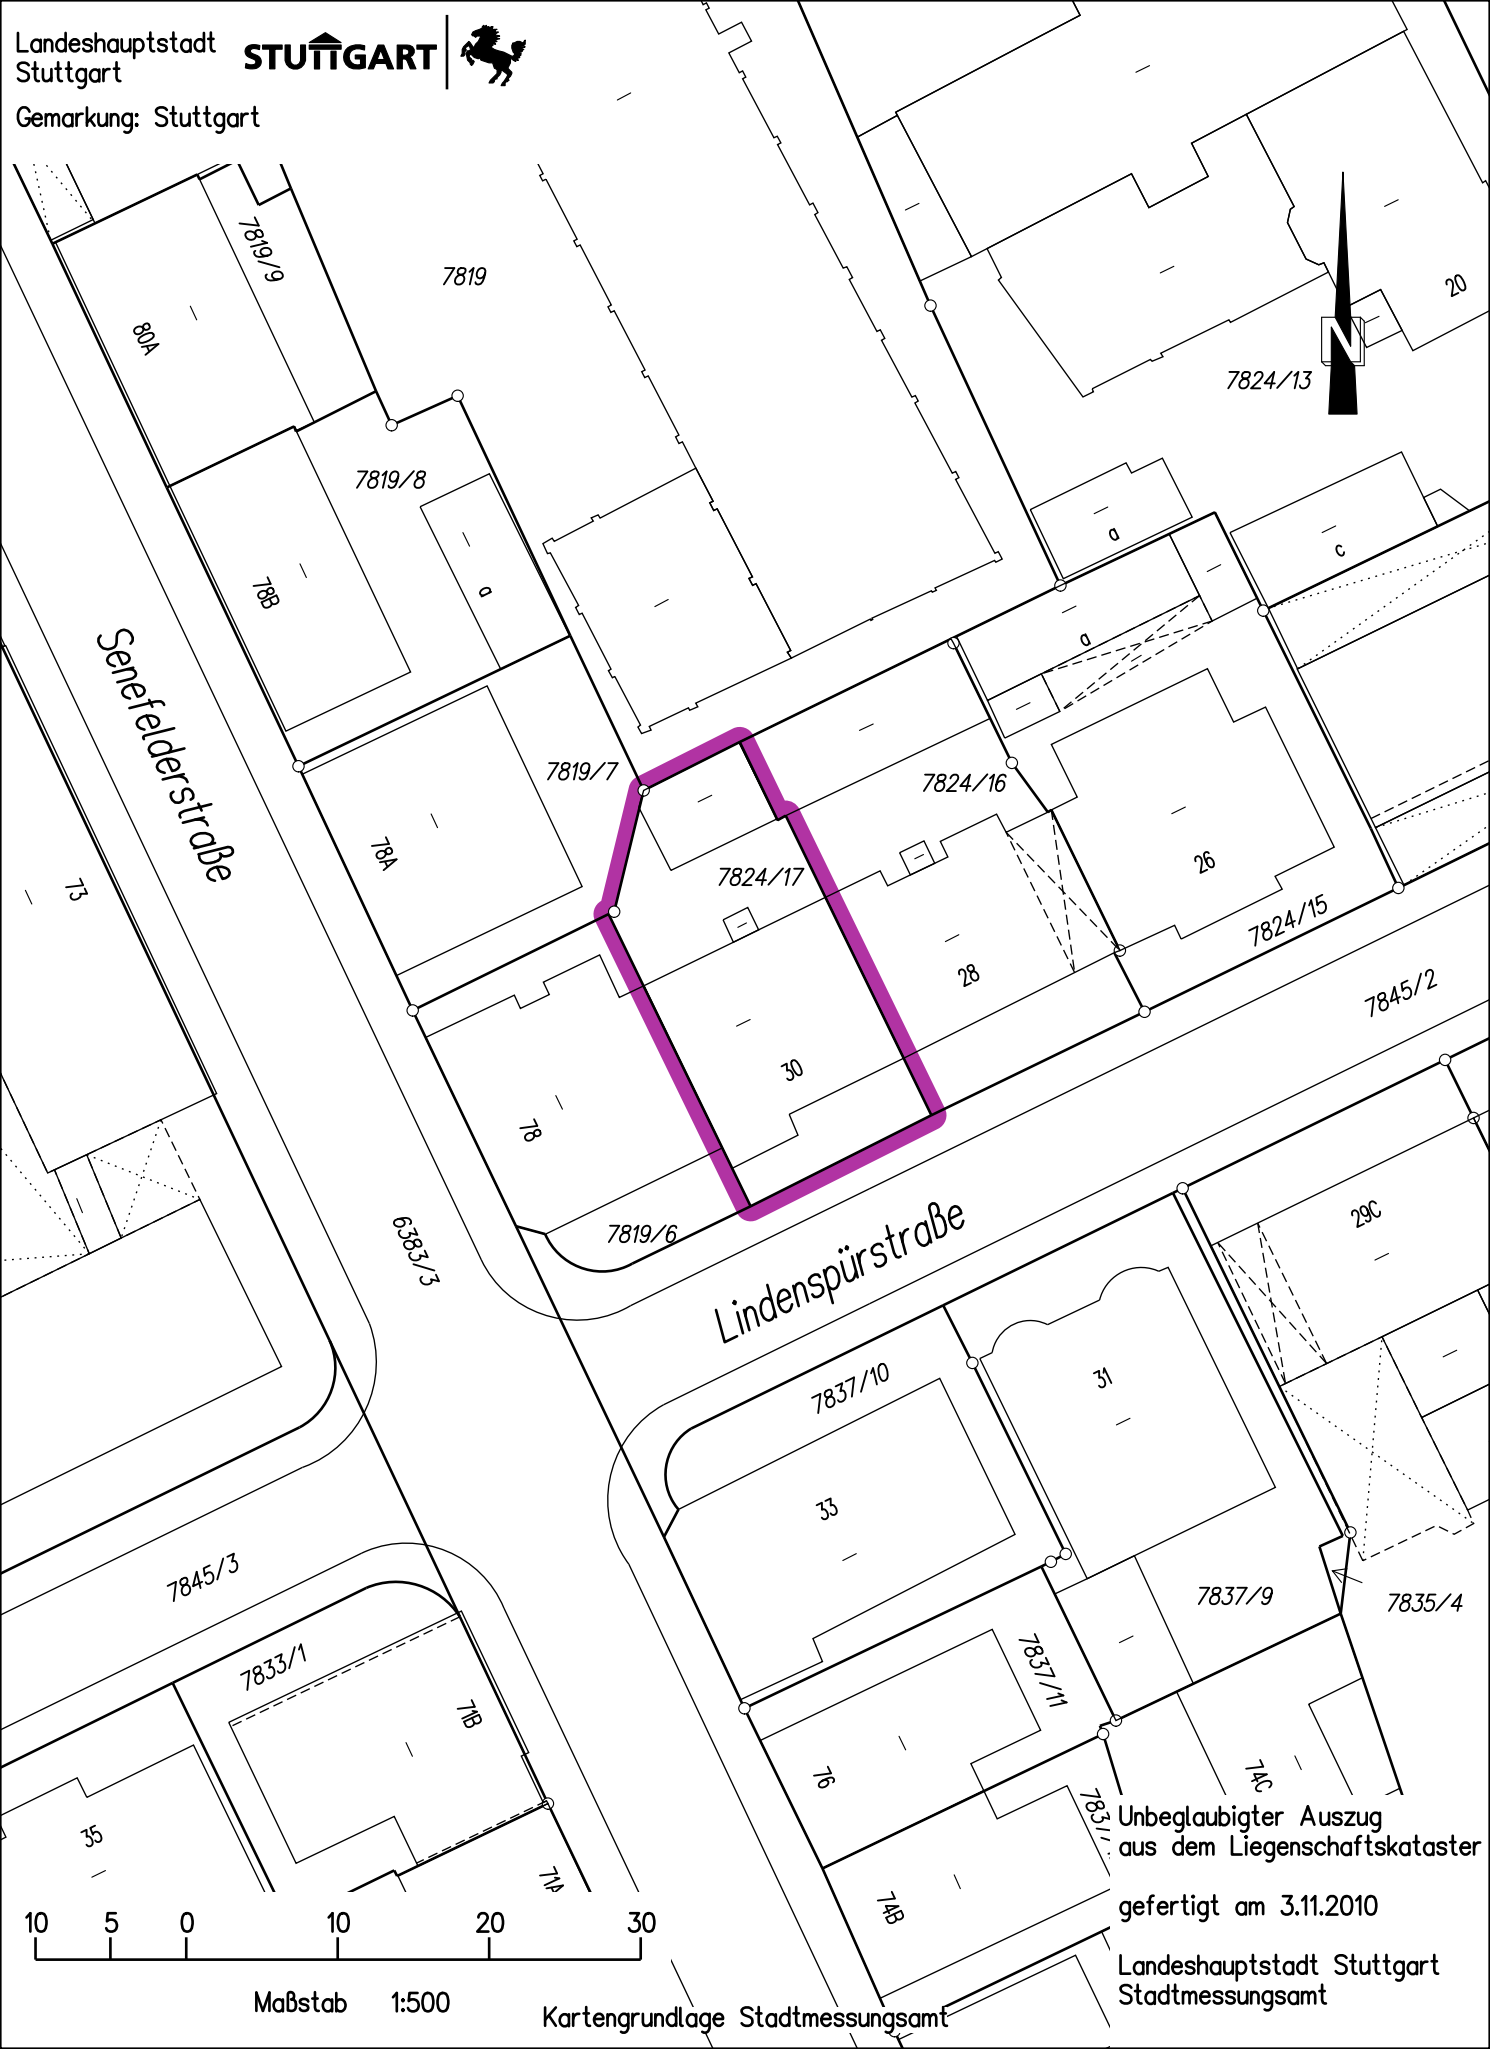 Landeshauptstadt
Stuttgart
STUTTGART
Gemarkung: Stuttgart
7819/9
7819
80A
20
7824/13
N
7819/8
a
c
78B
a
a
Senefelderstraße
7819/7
7824/16
78A
26
73
7824/17
7824/15
28
7845/2
30
78
7819/6
29C
6383/3
Lindenspürstraße
7837/10
31
33
7845/3
7837/9
7835/4
7833/1
7837/11
71B
76
74C
35
71A
74B
Unbeglaubigter Auszug
aus dem Liegenschaftskataster
gefertigt am 3.11.2010
10 5 0 10 20 30
Landeshauptstadt Stuttgart
Stadtmessungsamt
Maßstab 1:500
Kartengrundlage Stadtmessungsamt